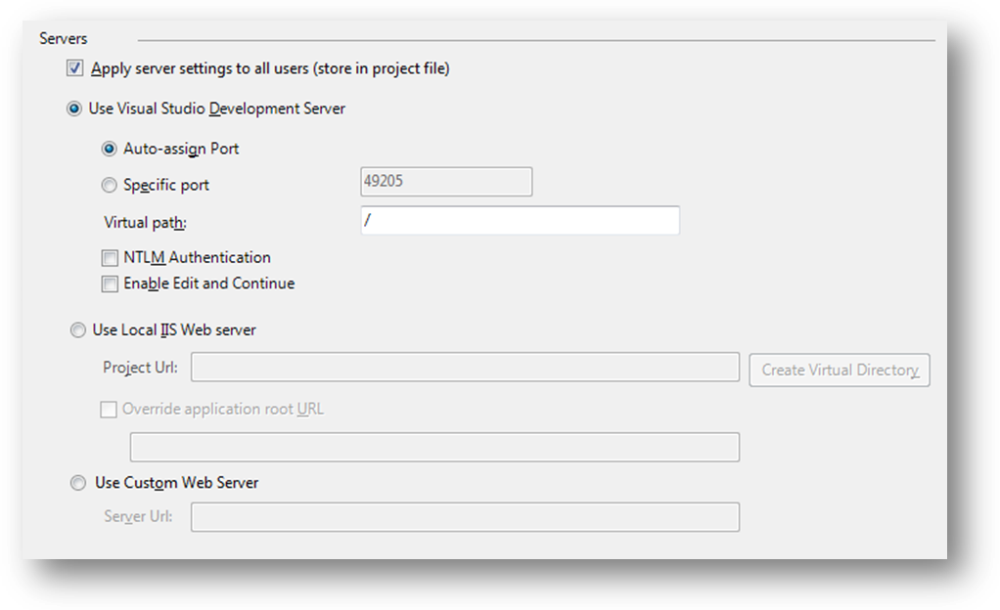 Servers
Apply server settings to all users (store in project file)
Use Visual Studio Development Server
Auto-assign Port
Specific port 49205
Virtual path: /
NTLM Authentication
Enable Edit and Continue
Use Local IIS Web server
Project Url: Create Virtual Directory
Override application root URL
Use Custom Web Server
Server Url: